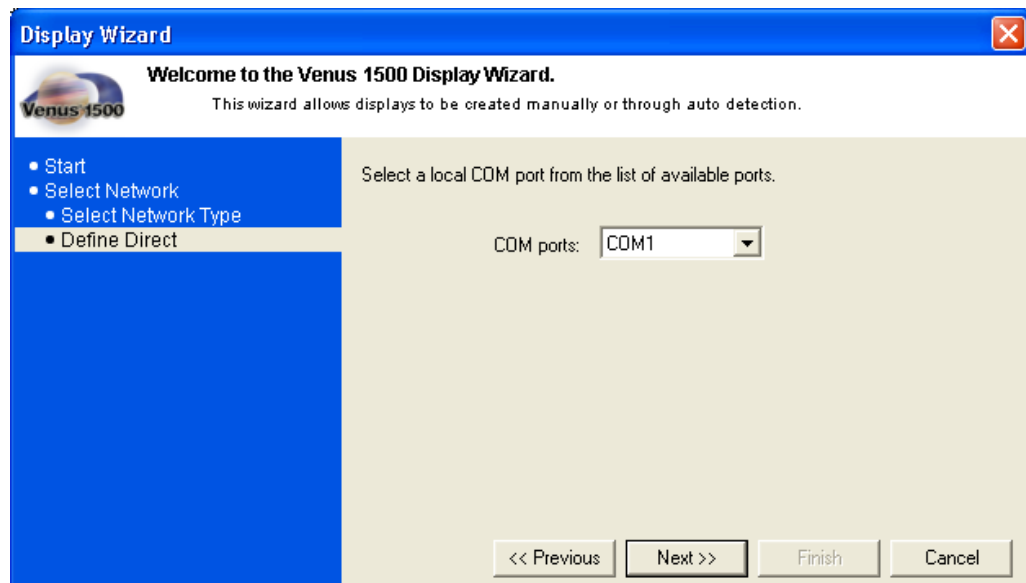 Display Wizard
Welcome to the Venus 1500 Display Wizard.
This wizard allows displays to be created manually or through auto detection.
Venus 1500
Start
Select Network
Select Network Type
Define Direct
Select a local COM port from the list of available ports.
COM ports: COM1
<< Previous Next >> Finish Cancel